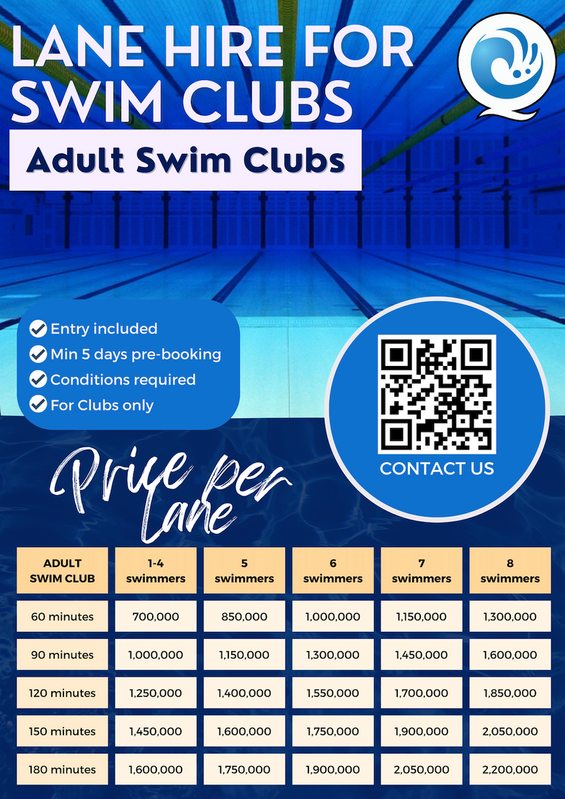 LANE HIRE FOR
SWIM CLUBS
Adult Swim Clubs
Entry included
Min 5 days pre-booking
Conditions required
For Clubs only
CONTACT US
Price per
Lane
ADULT SWIM CLUB 1-4 swimmers 5 swimmers 6 swimmers 7 swimmers 8 swimmers
60 minutes 700,000 850,000 1,000,000 1,150,000 1,300,000
90 minutes 1,000,000 1,150,000 1,300,000 1,450,000 1,600,000
120 minutes 1,250,000 1,400,000 1,550,000 1,700,000 1,850,000
150 minutes 1,450,000 1,600,000 1,750,000 1,900,000 2,050,000
180 minutes 1,600,000 1,750,000 1,900,000 2,050,000 2,200,000